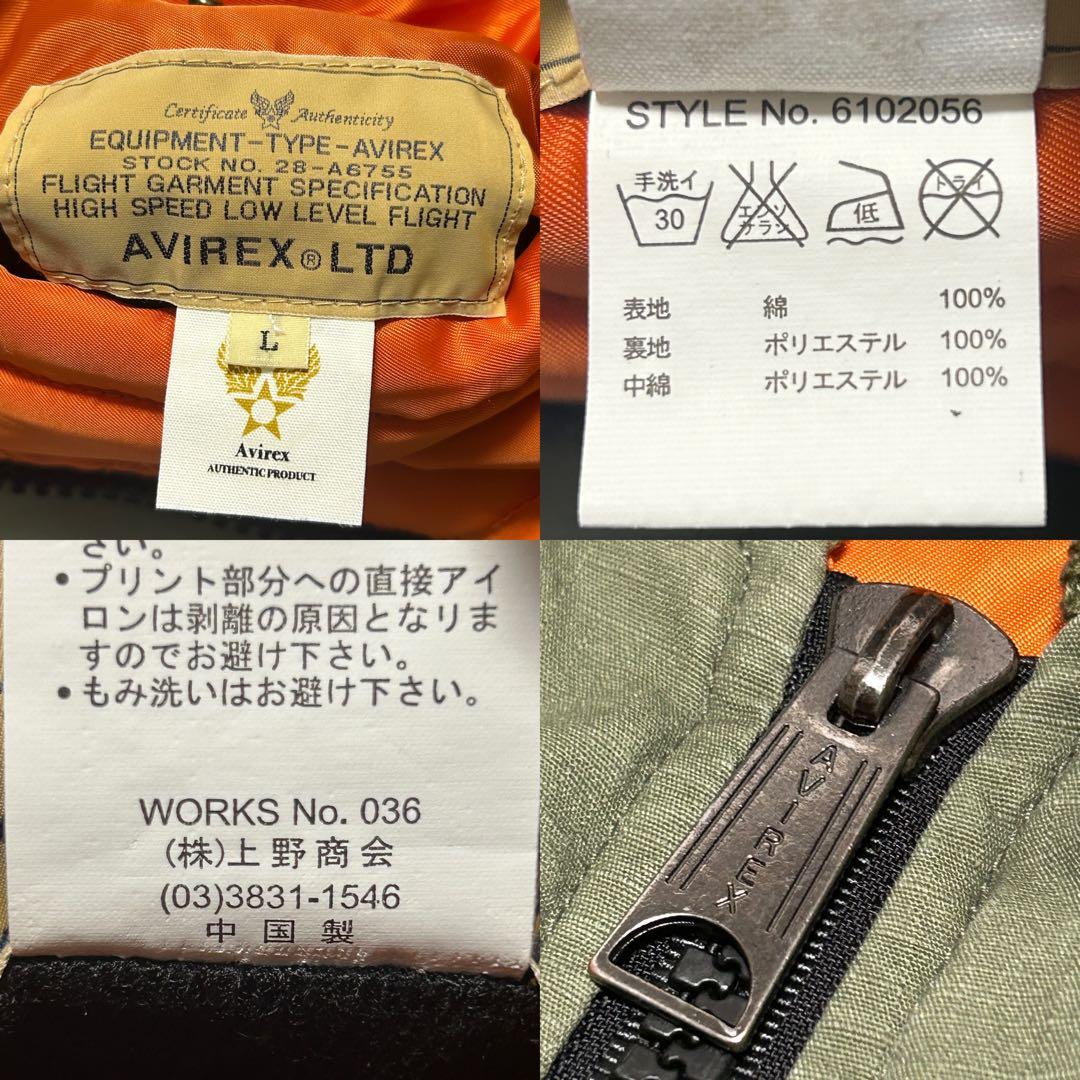 Certificate Authenticity
EQUIPMENT-TYPE-AVIREX
STOCK NO. 28-A6755
FLIGHT GARMENT SPECIFICATION
HIGH SPEED LOW LEVEL FLIGHT
AVIREX®LTD
L
Avirex
AUTHENTIC PRODUCT
STYLE No. 6102056
手洗イ
30
エンソ
サラシ
低
ドライ
表地 綿 100%
裏地 ポリエステル 100%
中綿 ポリエステル 100%
さい。
•プリント部分への直接アイ
ロンは剥離の原因となりま
すのでお避け下さい。
•もみ洗いはお避け下さい。
WORKS No. 036
(株)上野商会
(03)3831-1546
中国製
AVIREX